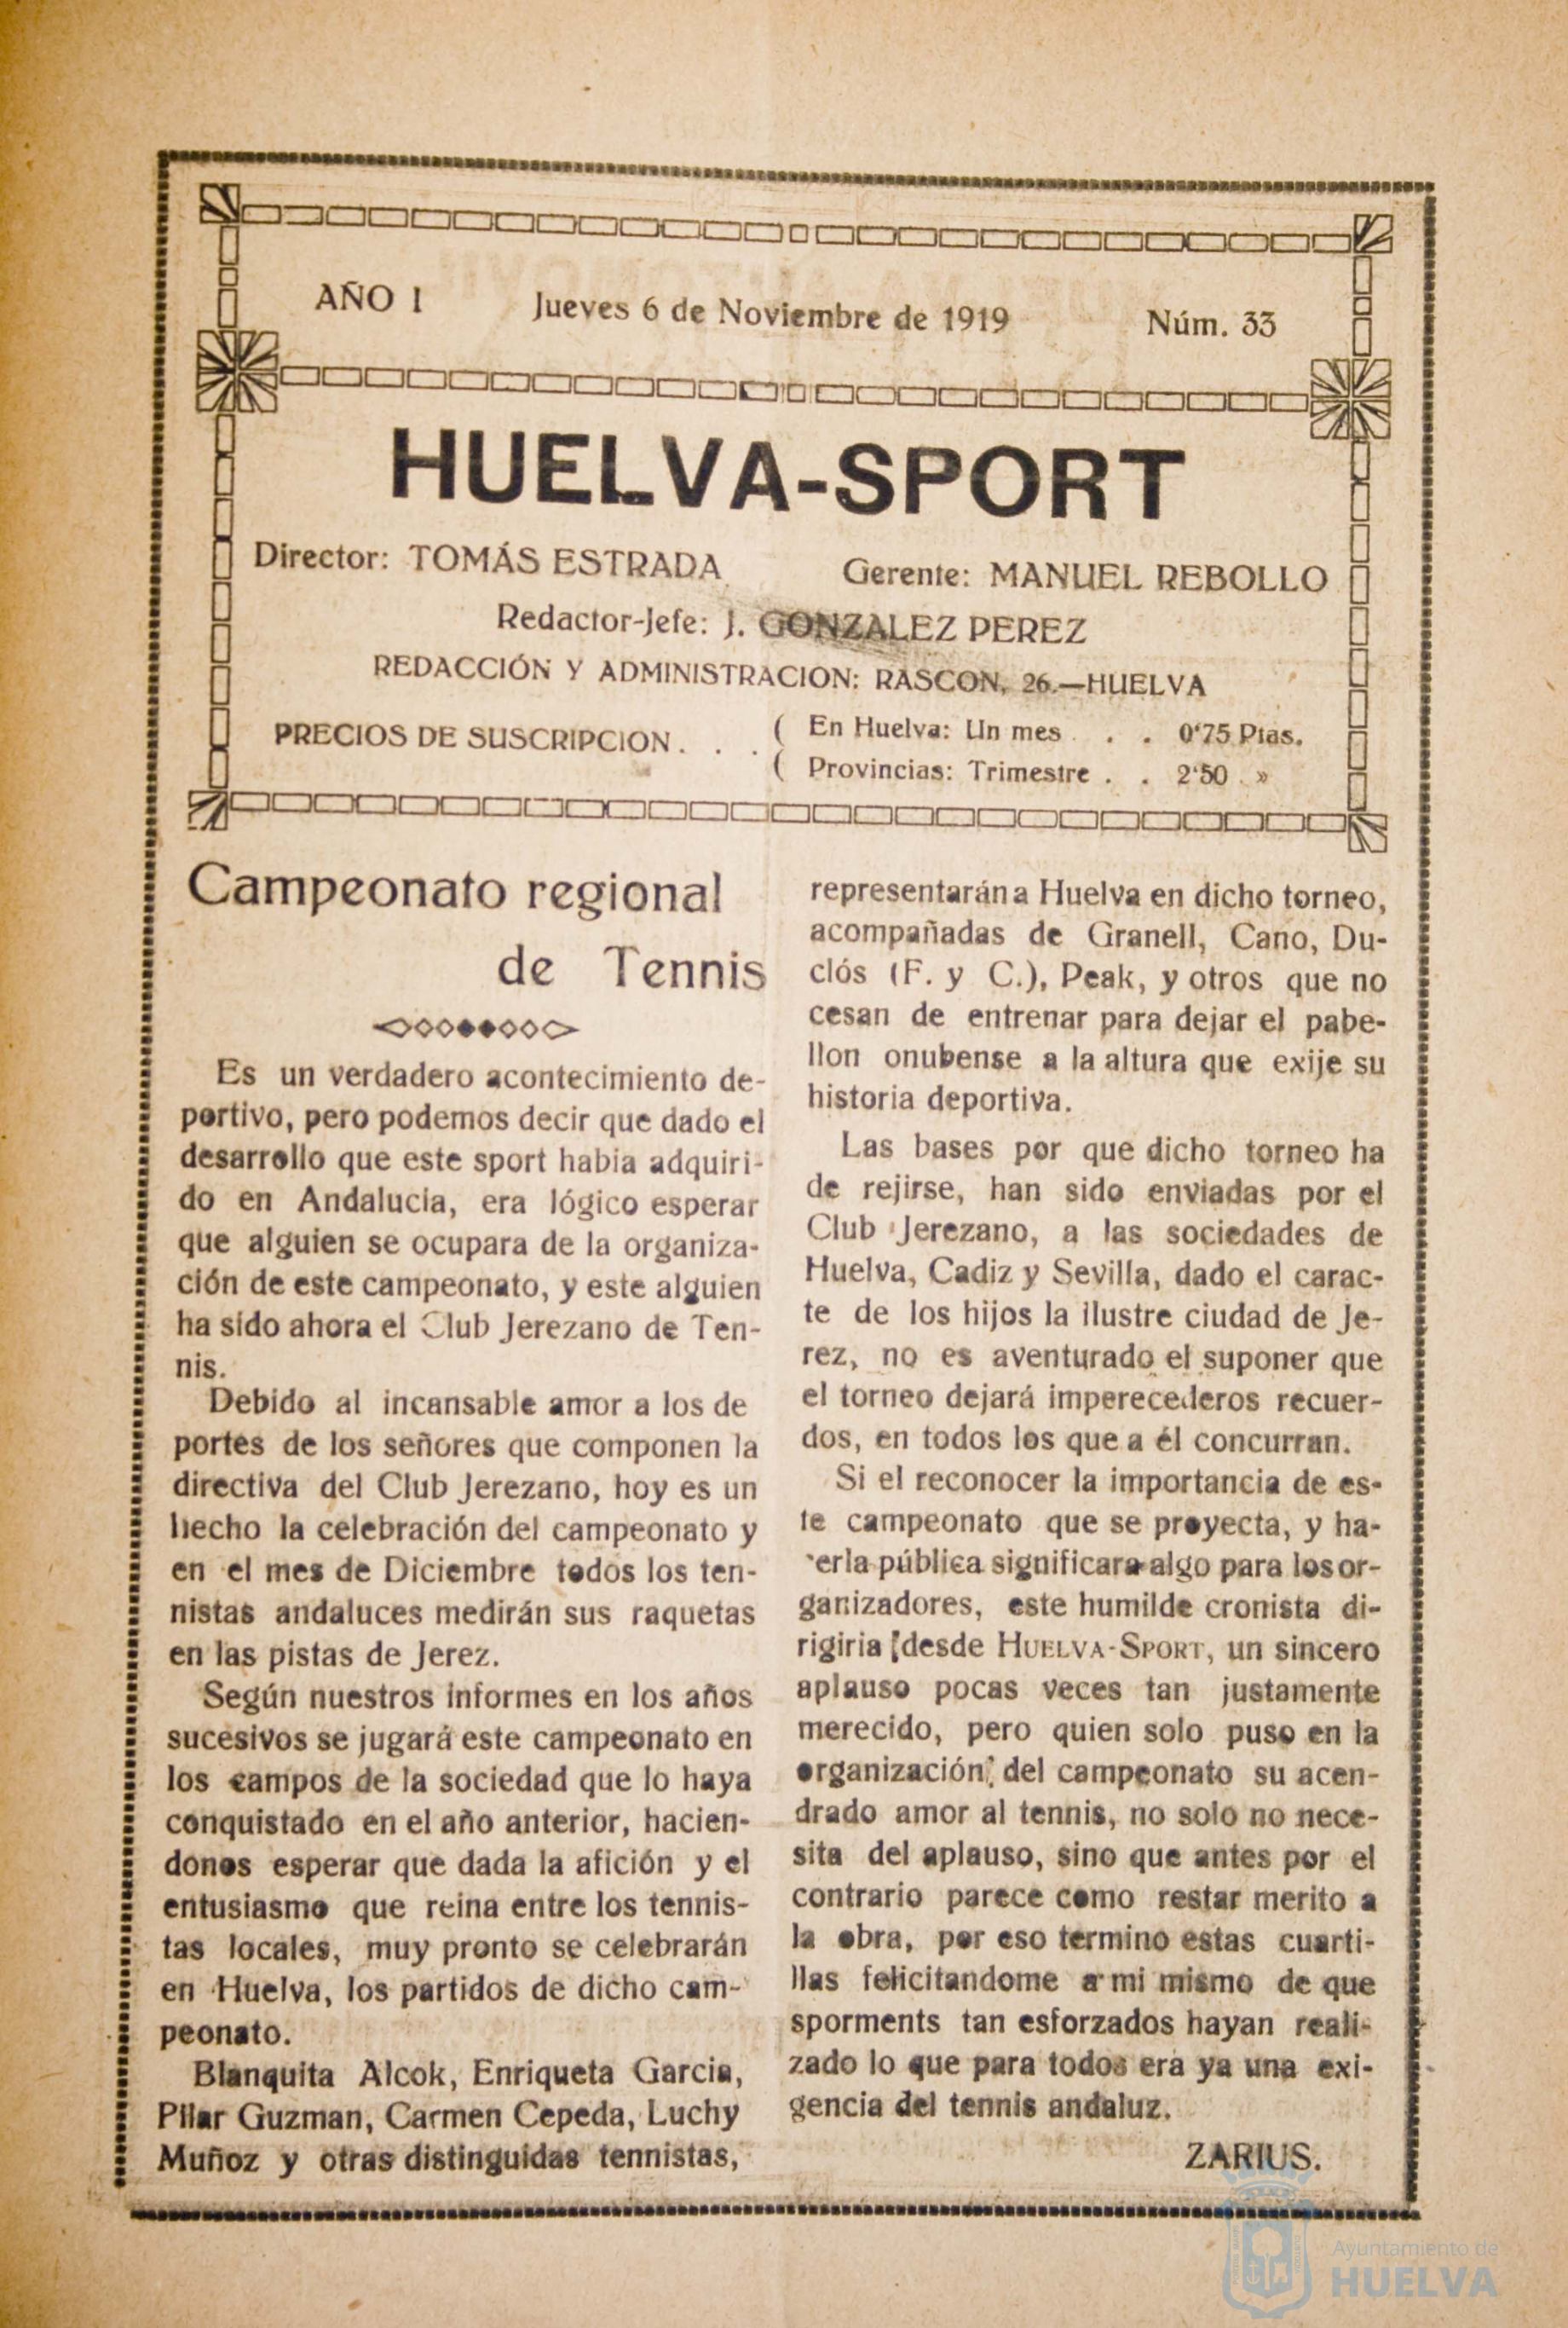 AÑO I Jueves 6 de Noviembre de 1919 Núm. 33
HUELVA-SPORT
Director: TOMÁS ESTRADA Gerente: MANUEL REBOLLO
Redactor-Jefe: J. GONZALEZ PEREZ
REDACCIÓN Y ADMINISTRACION: RASCON, 26.—HUELVA
PRECIOS DE SUSCRIPCION. . . ( En Huelva: Un mes . . . 0'75 Ptas.
( Provincias: Trimestre . . 2'50 »
Campeonato regional
de Tennis
Es un verdadero acontecimiento de-
portivo, pero podemos decir que dado el
desarrollo que este sport habia adquiri-
do en Andalucia, era lógico esperar
que alguien se ocupara de la organiza-
ción de este campeonato, y este alguien
ha sido ahora el Club Jerezano de Ten-
nis.
Debido al incansable amor a los de
portes de los señores que componen la
directiva del Club Jerezano, hoy es un
hecho la celebración del campeonato y
en el mes de Diciembre todos los ten-
nistas andaluces medirán sus raquetas
en las pistas de Jerez.
Según nuestros informes en los años
sucesivos se jugará este campeonato en
los campos de la sociedad que lo haya
conquistado en el año anterior, hacien-
donos esperar que dada la afición y el
entusiasmo que reina entre los tennis-
tas locales, muy pronto se celebrarán
en Huelva, los partidos de dicho cam-
peonato.
Blanquita Alcok, Enriqueta Garcia,
Pilar Guzman, Carmen Cepeda, Luchy
Muñoz y otras distinguidas tennistas,
representarán a Huelva en dicho torneo,
acompañadas de Granell, Cano, Du-
clós (F. y C.), Peak, y otros que no
cesan de entrenar para dejar el pabe-
llon onubense a la altura que exije su
historia deportiva.
Las bases por que dicho torneo ha
de rejirse, han sido enviadas por el
Club Jerezano, a las sociedades de
Huelva, Cadiz y Sevilla, dado el carac-
te de los hijos la ilustre ciudad de Je-
rez, no es aventurado el suponer que
el torneo dejará imperecederos recuer-
dos, en todos los que a él concurran.
Si el reconocer la importancia de es-
te campeonato que se proyecta, y ha-
cerla pública significara algo para los or-
ganizadores, este humilde cronista di-
rigiria desde HUELVA-SPORT, un sincero
aplauso pocas veces tan justamente
merecido, pero quien solo puso en la
organización, del campeonato su acen-
drado amor al tennis, no solo no nece-
sita del aplauso, sino que antes por el
contrario parece como restar merito a
la obra, por eso termino estas cuarti-
llas felicitandome a mi mismo de que
sporments tan esforzados hayan reali-
zado lo que para todos era ya una exi-
gencia del tennis andaluz.
ZARIUS.
Ayuntamiento de
HUELVA